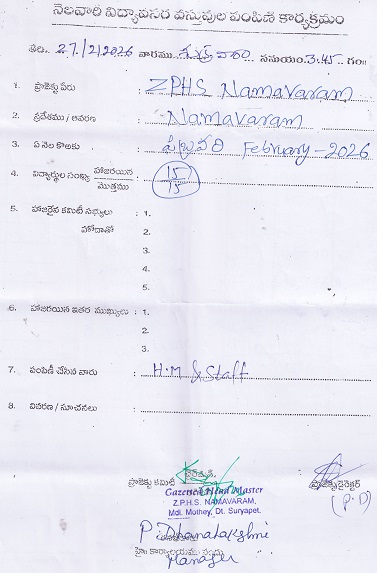 నెలవారి నిత్యావసర వస్తువుల పంపిణి కార్యక్రమం
తేది. 27/2/2026 వారము శుక్రవారం సమయం 3.45 గం॥
1. ప్రాజెక్టు పేరు : ZPHS Namavaram
2. ప్రదేశము / ఆవరణ : Namavaram
3. ఏ నెల కొరకు : ఫిబ్రవరి February-2026
4. విద్యార్థుల సంఖ్య హాజరయిన / మొత్తము : 15/15
5. హాజరైన కమిటీ సభ్యులు : 1.
హోదాతో 2.
3.
4.
5.
6. హాజరయిన ఇతర ముఖ్యులు : 1.
2.
3.
7. పంపిణీ చేసిన వారు : H.M & Staff
8. వివరణ / సూచనలు :
ప్రాజెక్టు కమిటీ చైర్మన్. ప్రాజెక్టు డైరెక్టర్
Gazetted Head Master (P.D)
Z.P.H.S. NAMAVARAM,
Mdl. Mothey, Dt. Suryapet.
P. Dhanalakshmi
Manager